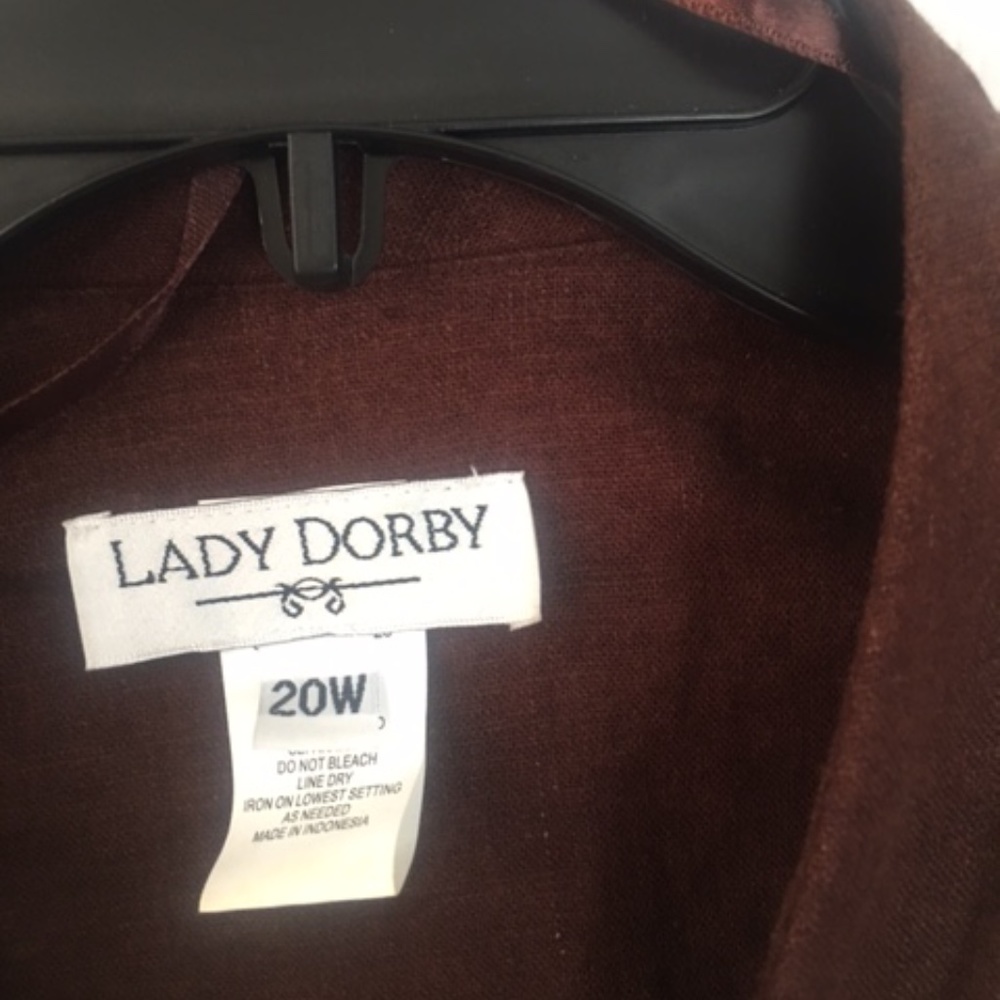 LADY DORBY
20W
DO NOT BLEACH
LINE DRY
IRON ON LOWEST SETTING
AS NEEDED
MADE IN INDONESIA